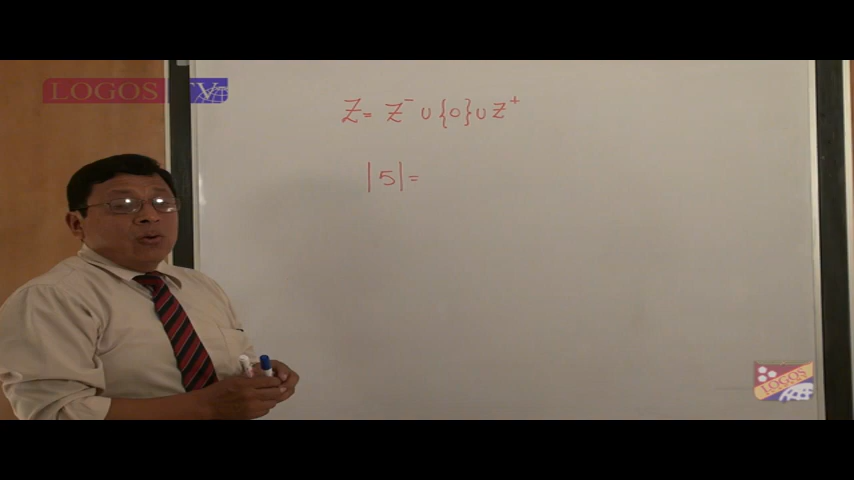 LOGOS TV
Z = Z⁻ ∪ {0} ∪ Z⁺
|5| =
LOGOS